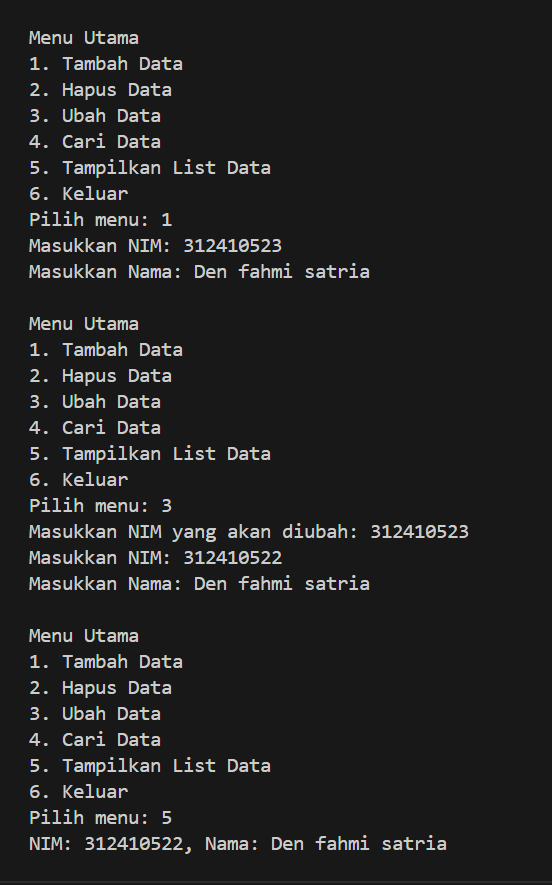 Menu Utama
1. Tambah Data
2. Hapus Data
3. Ubah Data
4. Cari Data
5. Tampilkan List Data
6. Keluar
Pilih menu: 1
Masukkan NIM: 312410523
Masukkan Nama: Den fahmi satria
Menu Utama
1. Tambah Data
2. Hapus Data
3. Ubah Data
4. Cari Data
5. Tampilkan List Data
6. Keluar
Pilih menu: 3
Masukkan NIM yang akan diubah: 312410523
Masukkan NIM: 312410522
Masukkan Nama: Den fahmi satria
Menu Utama
1. Tambah Data
2. Hapus Data
3. Ubah Data
4. Cari Data
5. Tampilkan List Data
6. Keluar
Pilih menu: 5
NIM: 312410522, Nama: Den fahmi satria